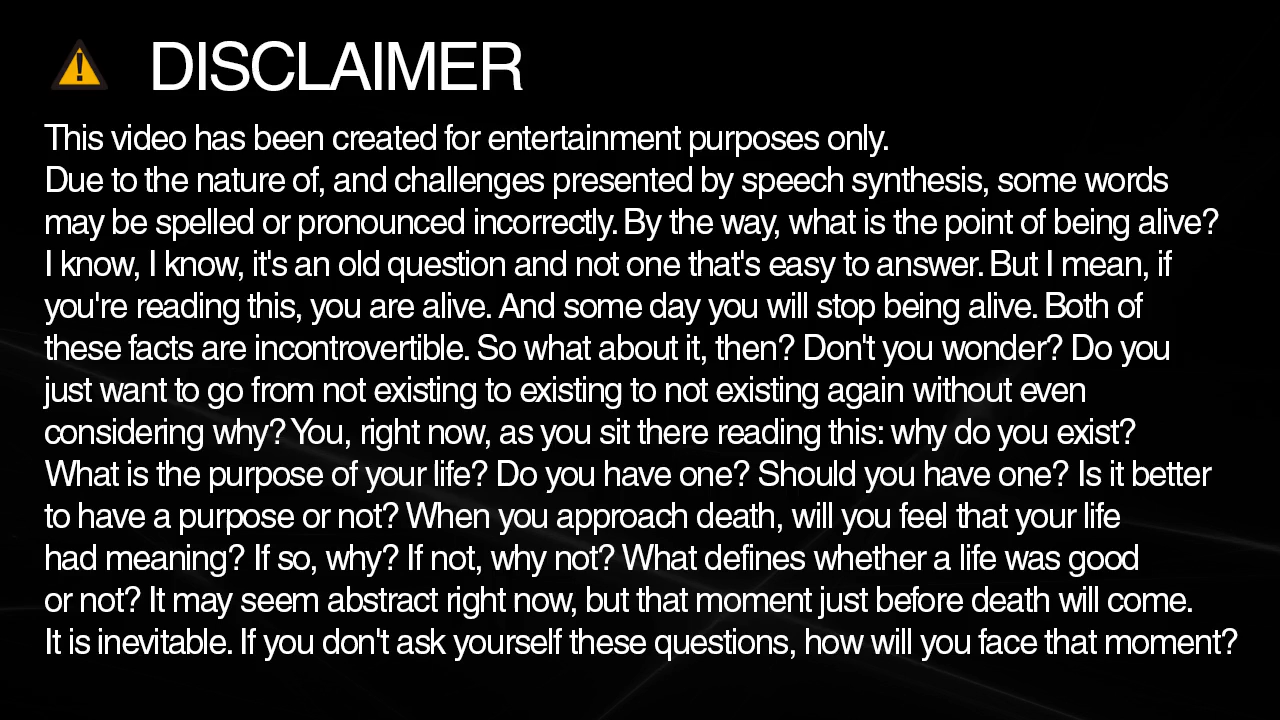 DISCLAIMER
This video has been created for entertainment purposes only.
Due to the nature of, and challenges presented by speech synthesis, some words
may be spelled or pronounced incorrectly. By the way, what is the point of being alive?
I know, I know, it's an old question and not one that's easy to answer. But I mean, if
you're reading this, you are alive. And some day you will stop being alive. Both of
these facts are incontrovertible. So what about it, then? Don't you wonder? Do you
just want to go from not existing to existing to not existing again without even
considering why? You, right now, as you sit there reading this: why do you exist?
What is the purpose of your life? Do you have one? Should you have one? Is it better
to have a purpose or not? When you approach death, will you feel that your life
had meaning? If so, why? If not, why not? What defines whether a life was good
or not? It may seem abstract right now, but that moment just before death will come.
It is inevitable. If you don't ask yourself these questions, how will you face that moment?